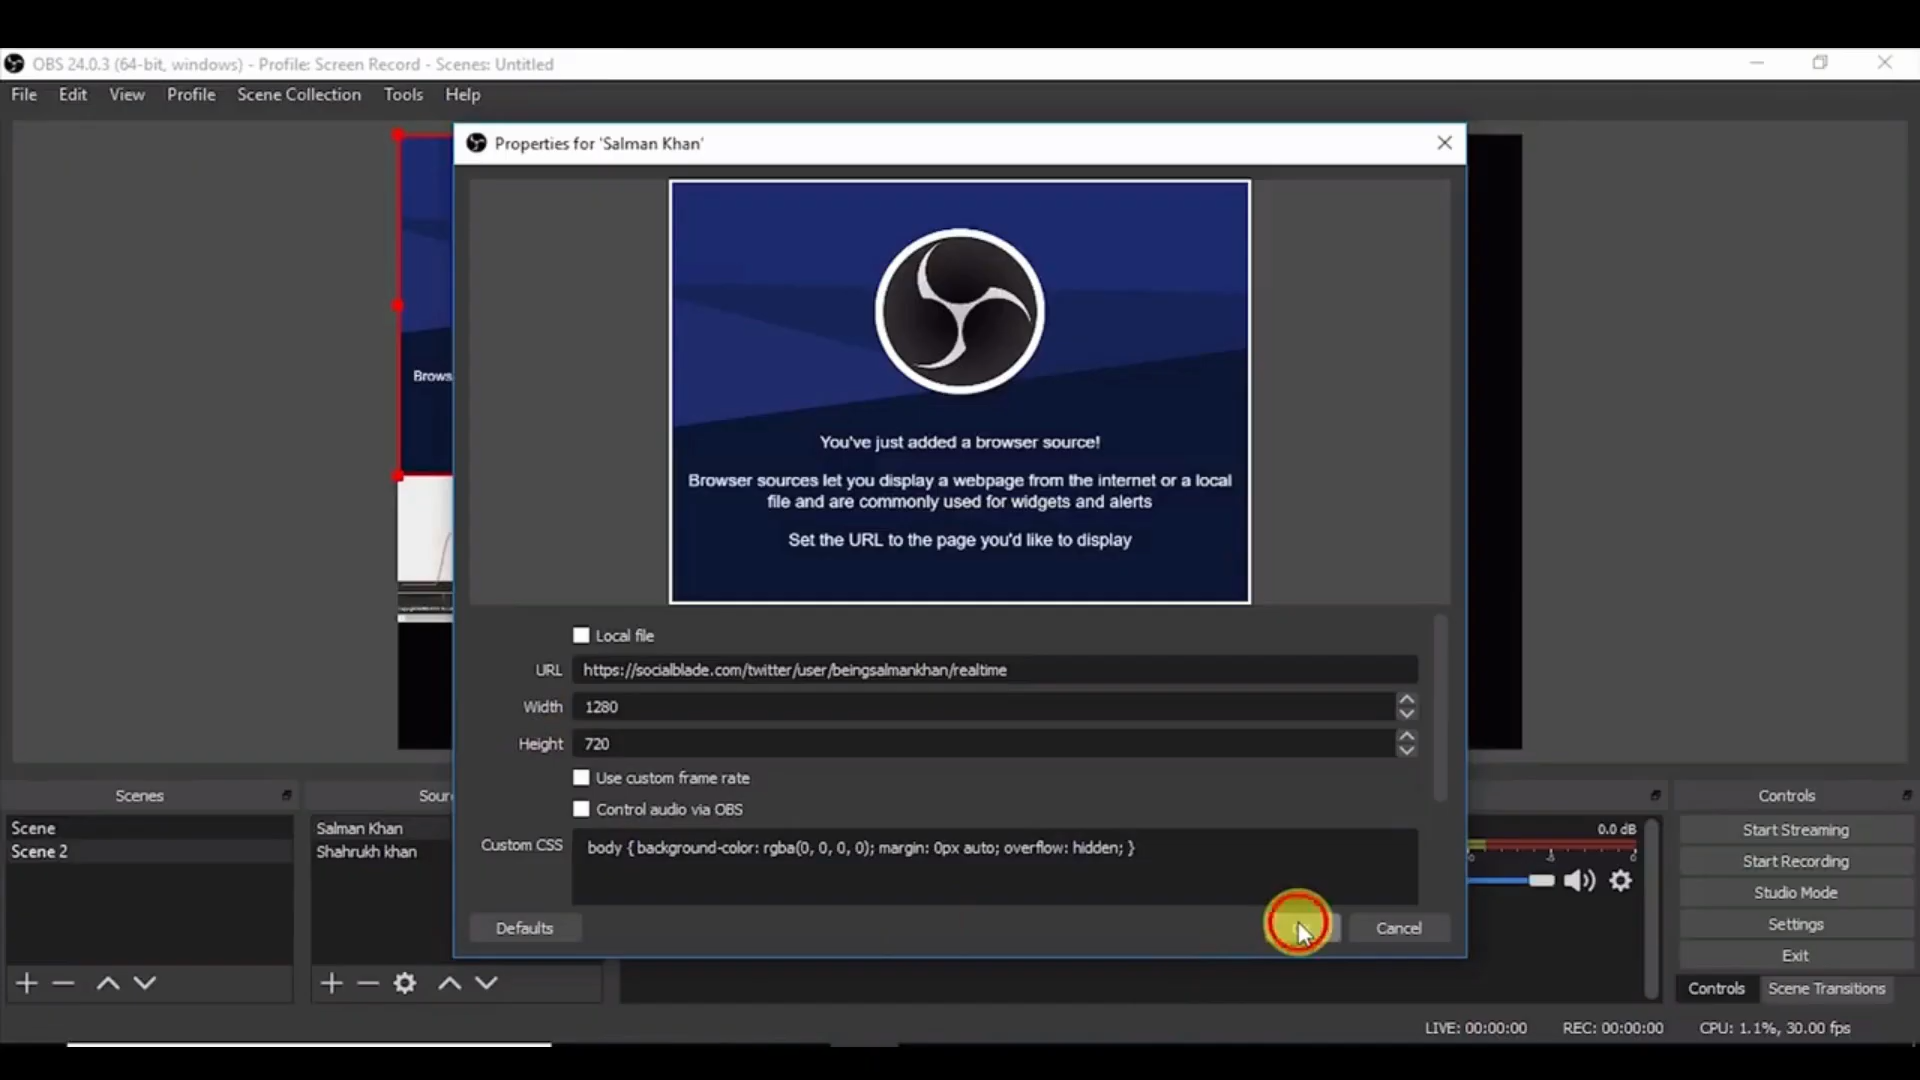 OBS 24.0.3 (64-bit, windows) - Profile: Screen Record - Scenes: Untitled
File Edit View Profile Scene Collection Tools Help
Properties for 'Salman Khan'
Brows
You've just added a browser source!
Browser sources let you display a webpage from the internet or a local
file and are commonly used for widgets and alerts
Set the URL to the page you'd like to display
Local file
URL https://socialblade.com/twitter/user/beingsalmankhan/realtime
Width 1280
Height 720
Use custom frame rate
Control audio via OBS
Custom CSS body { background-color: rgba(0, 0, 0, 0); margin: 0px auto; overflow: hidden; }
Defaults Cancel
Scenes
Scene
Scene 2
Sour
Salman Khan
Shahrukh khan
0.0 dB
-5 0
Controls
Start Streaming
Start Recording
Studio Mode
Settings
Exit
Controls Scene Transitions
LIVE: 00:00:00 REC: 00:00:00 CPU: 1.1%, 30.00 fps